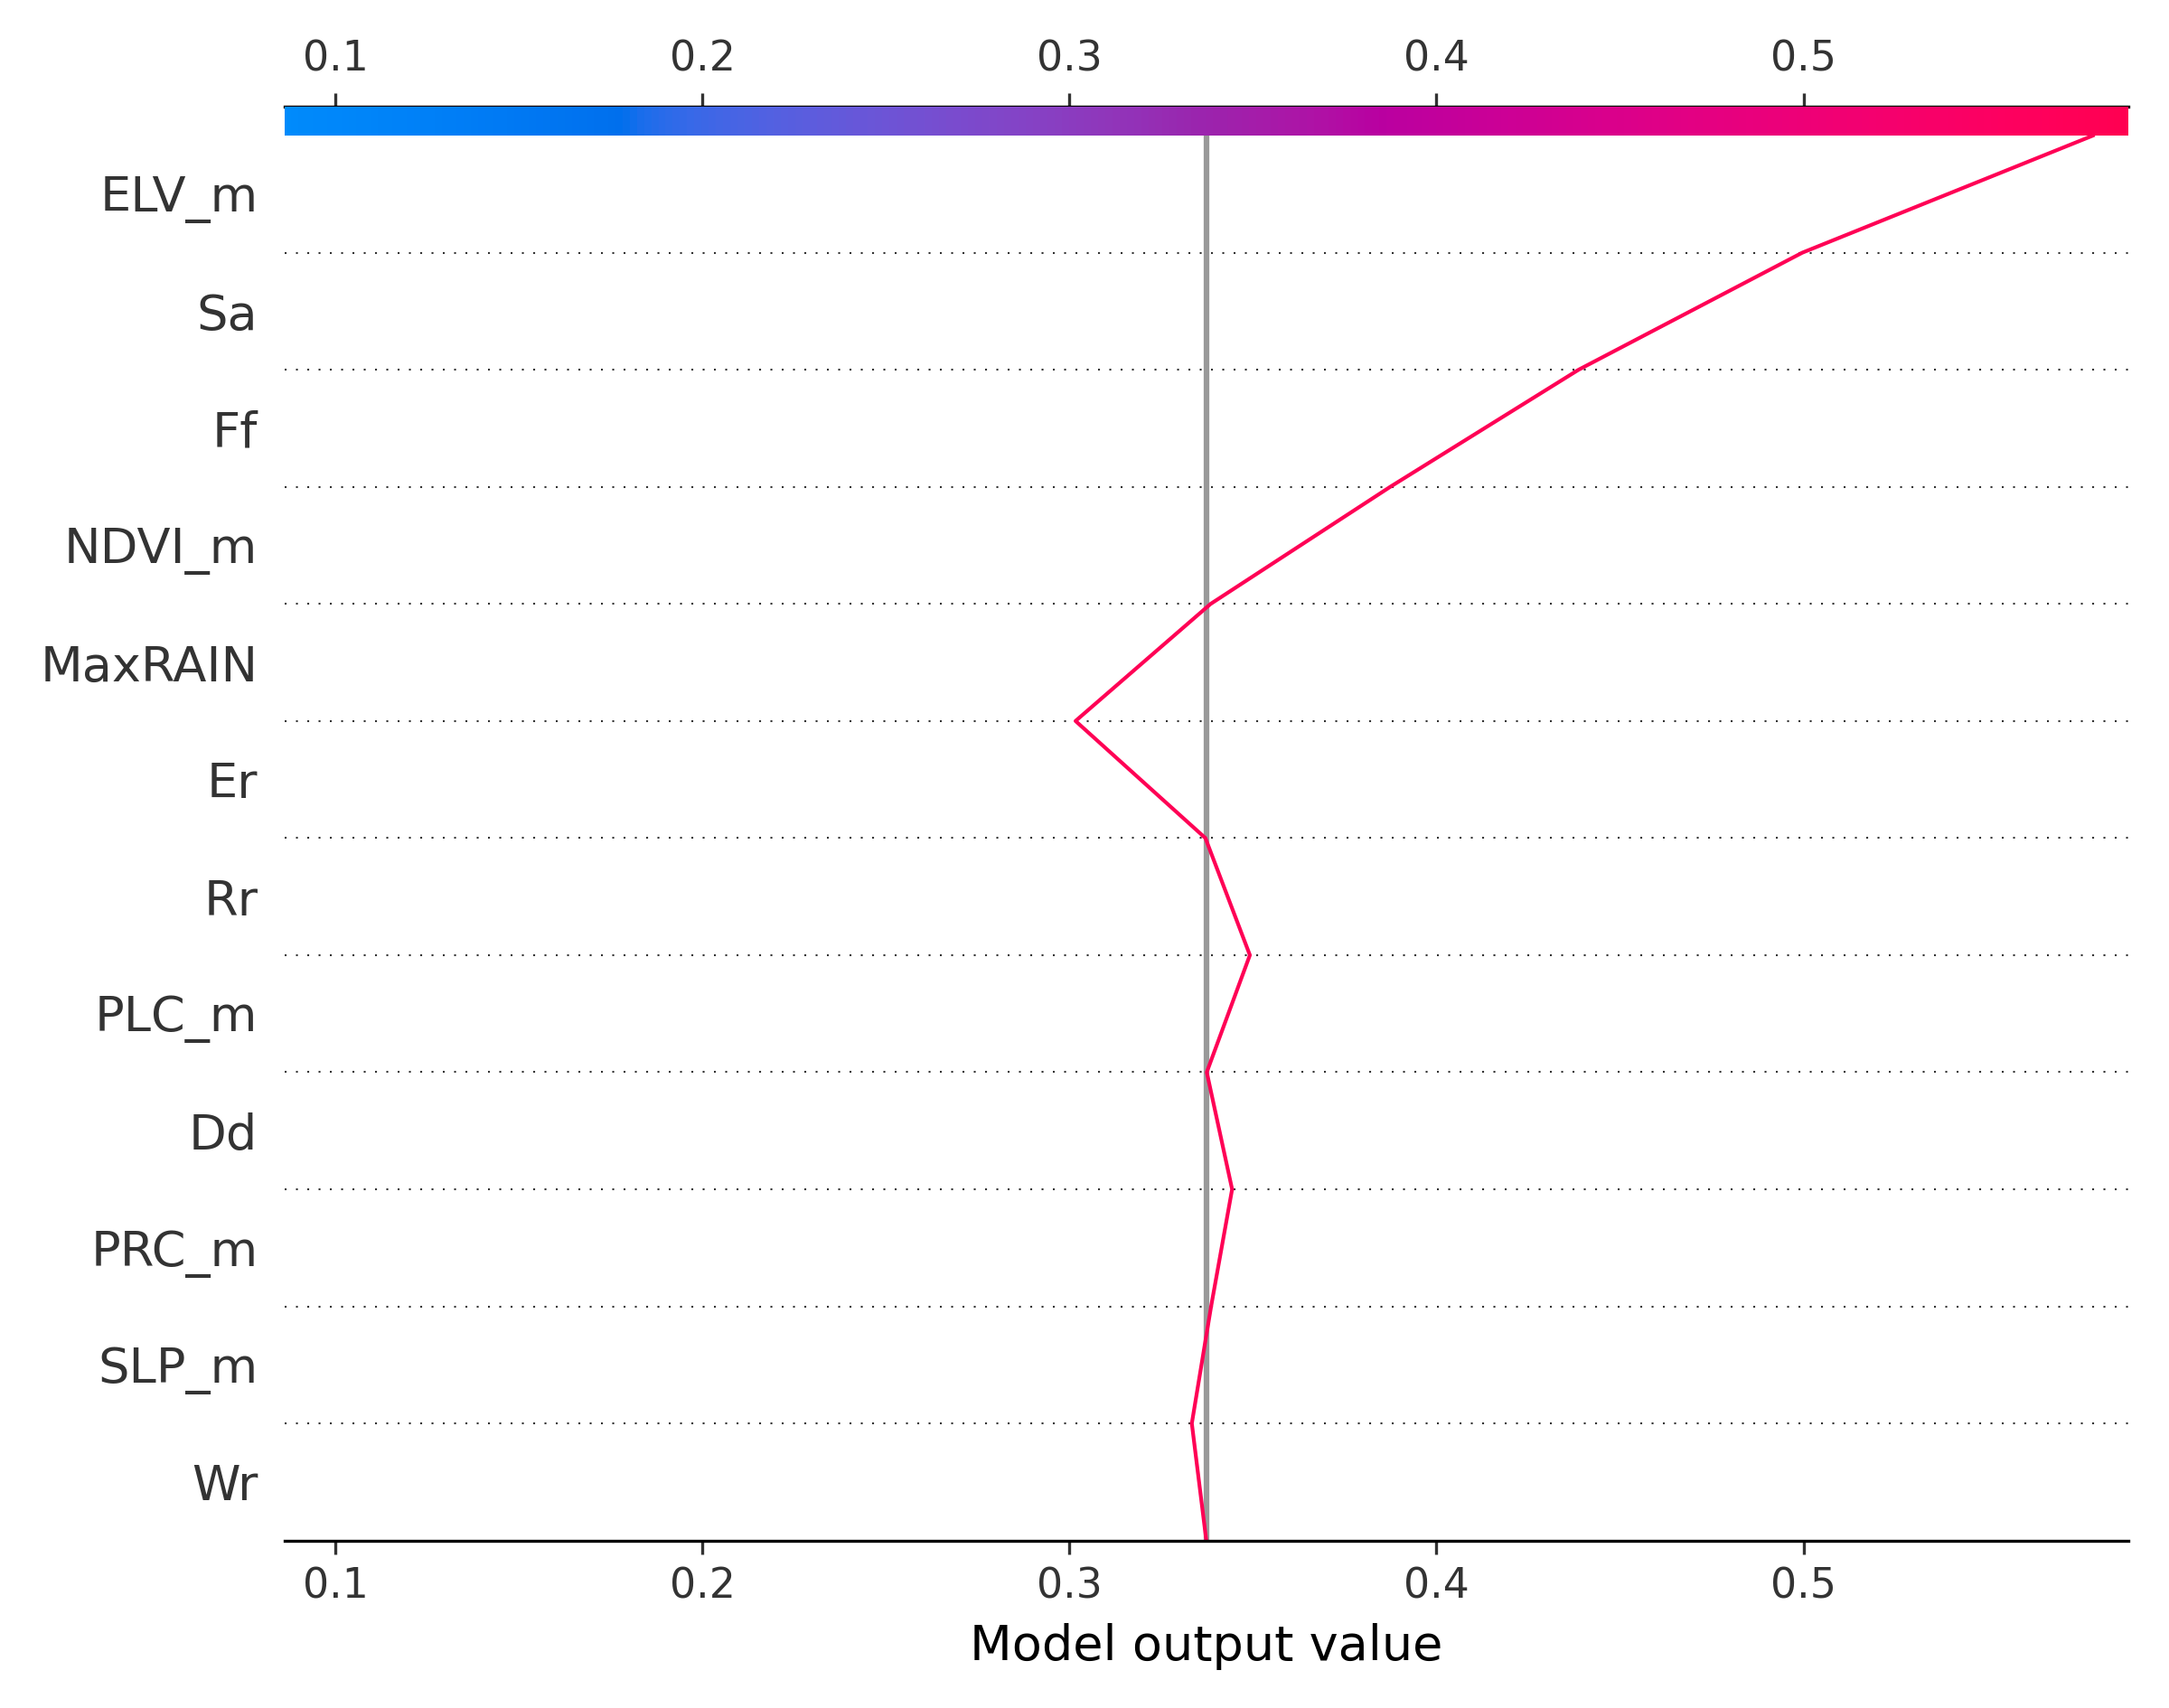 0.1 0.2 0.3 0.4 0.5
ELV_m
Sa
Ff
NDVI_m
MaxRAIN
Er
Rr
PLC_m
Dd
PRC_m
SLP_m
Wr
0.1 0.2 0.3 0.4 0.5
Model output value